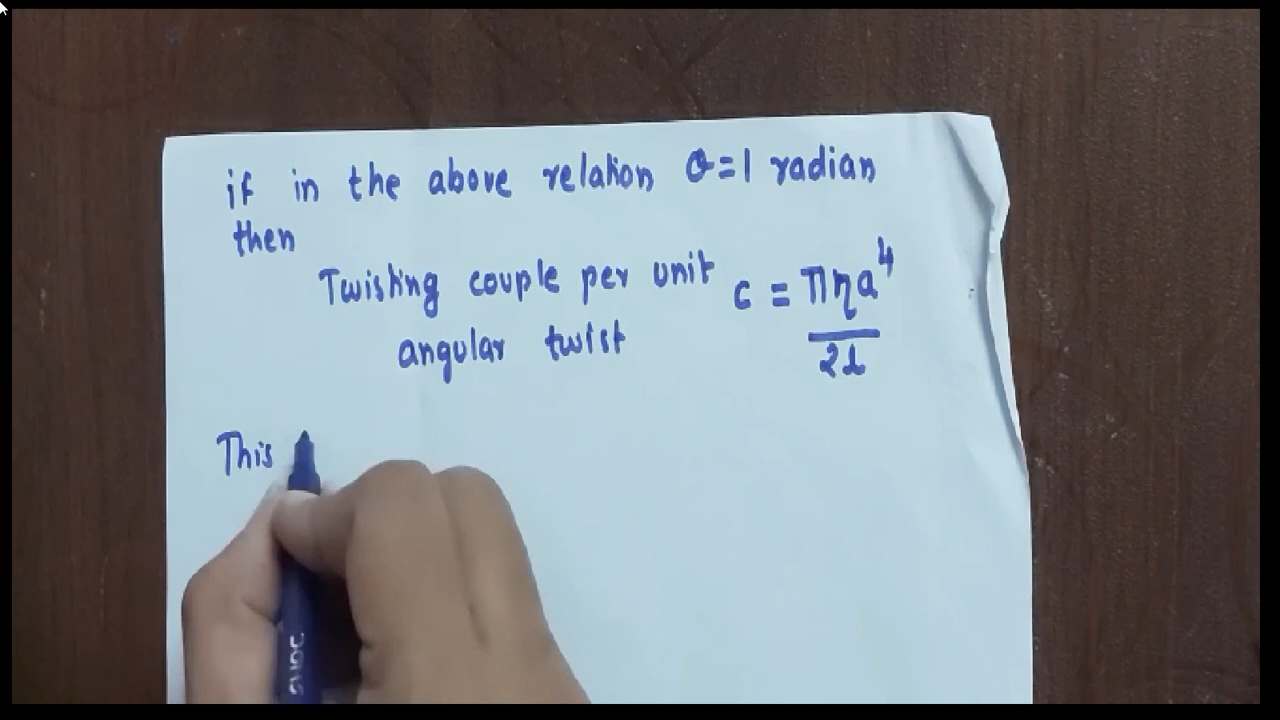 if in the above relation θ=1 radian
then
Twisting couple per unit c = πηa⁴
angular twist 2l
This